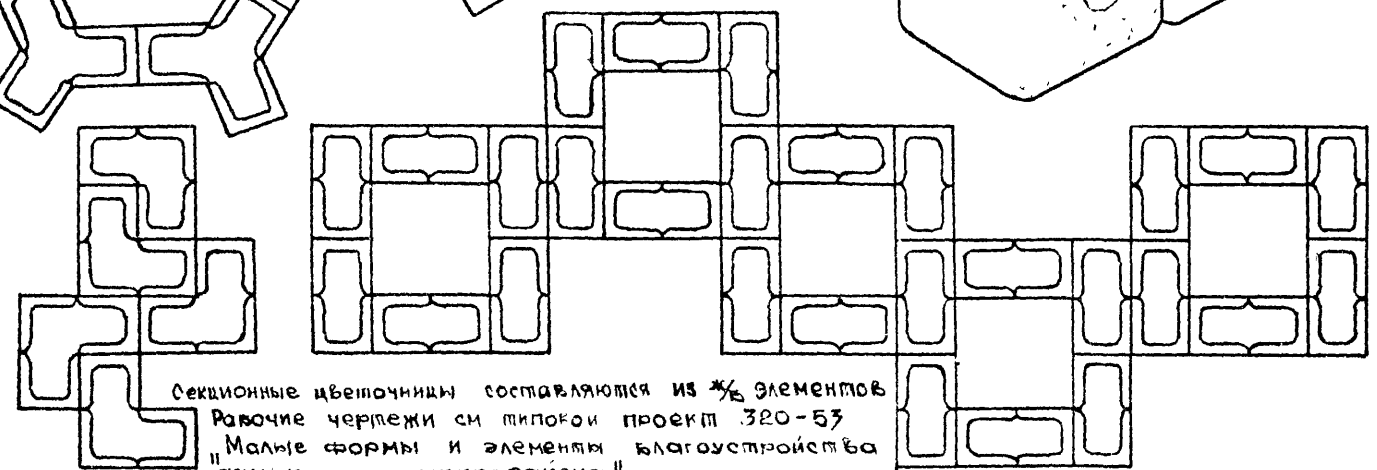 Секционные цветочницы составляются из ж/б элементов
Рабочие чертежи см типовой проект 320-53
„Малые формы и элементы благоустройства